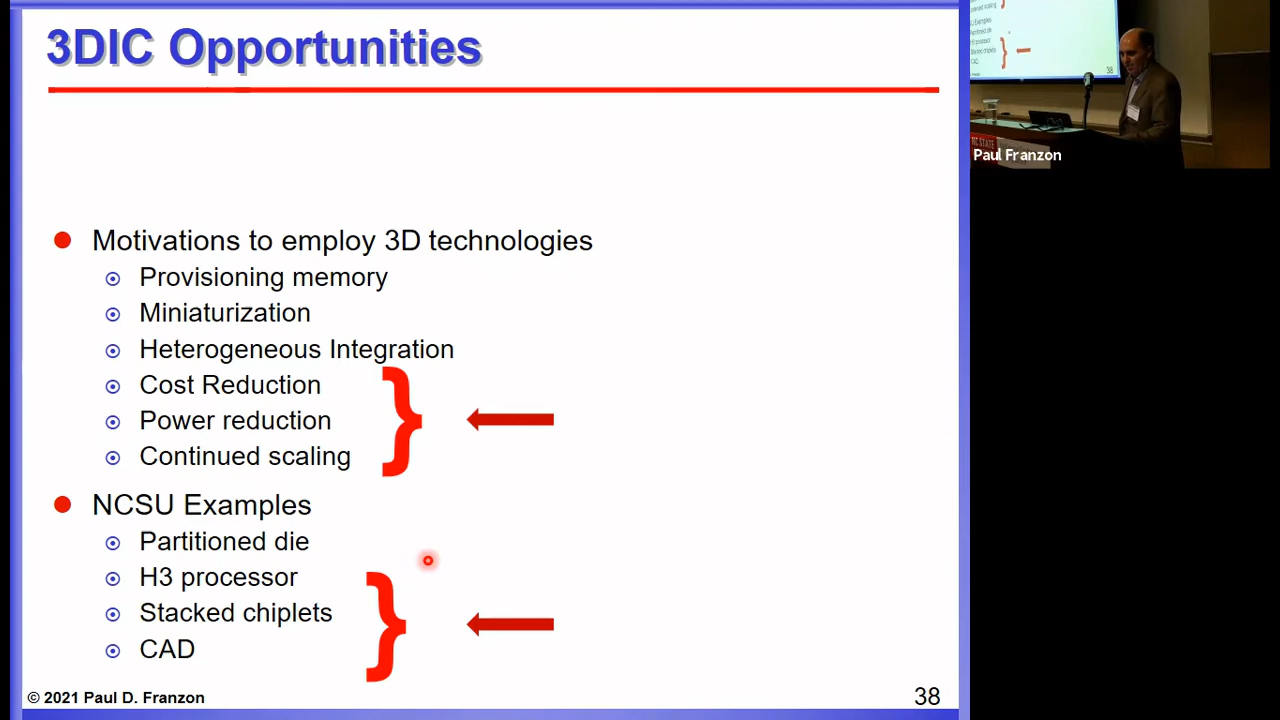 3DIC Opportunities
Motivations to employ 3D technologies
Provisioning memory
Miniaturization
Heterogeneous Integration
Cost Reduction
Power reduction
Continued scaling
NCSU Examples
Partitioned die
H3 processor
Stacked chiplets
CAD
© 2021 Paul D. Franzon
38
Paul Franzon